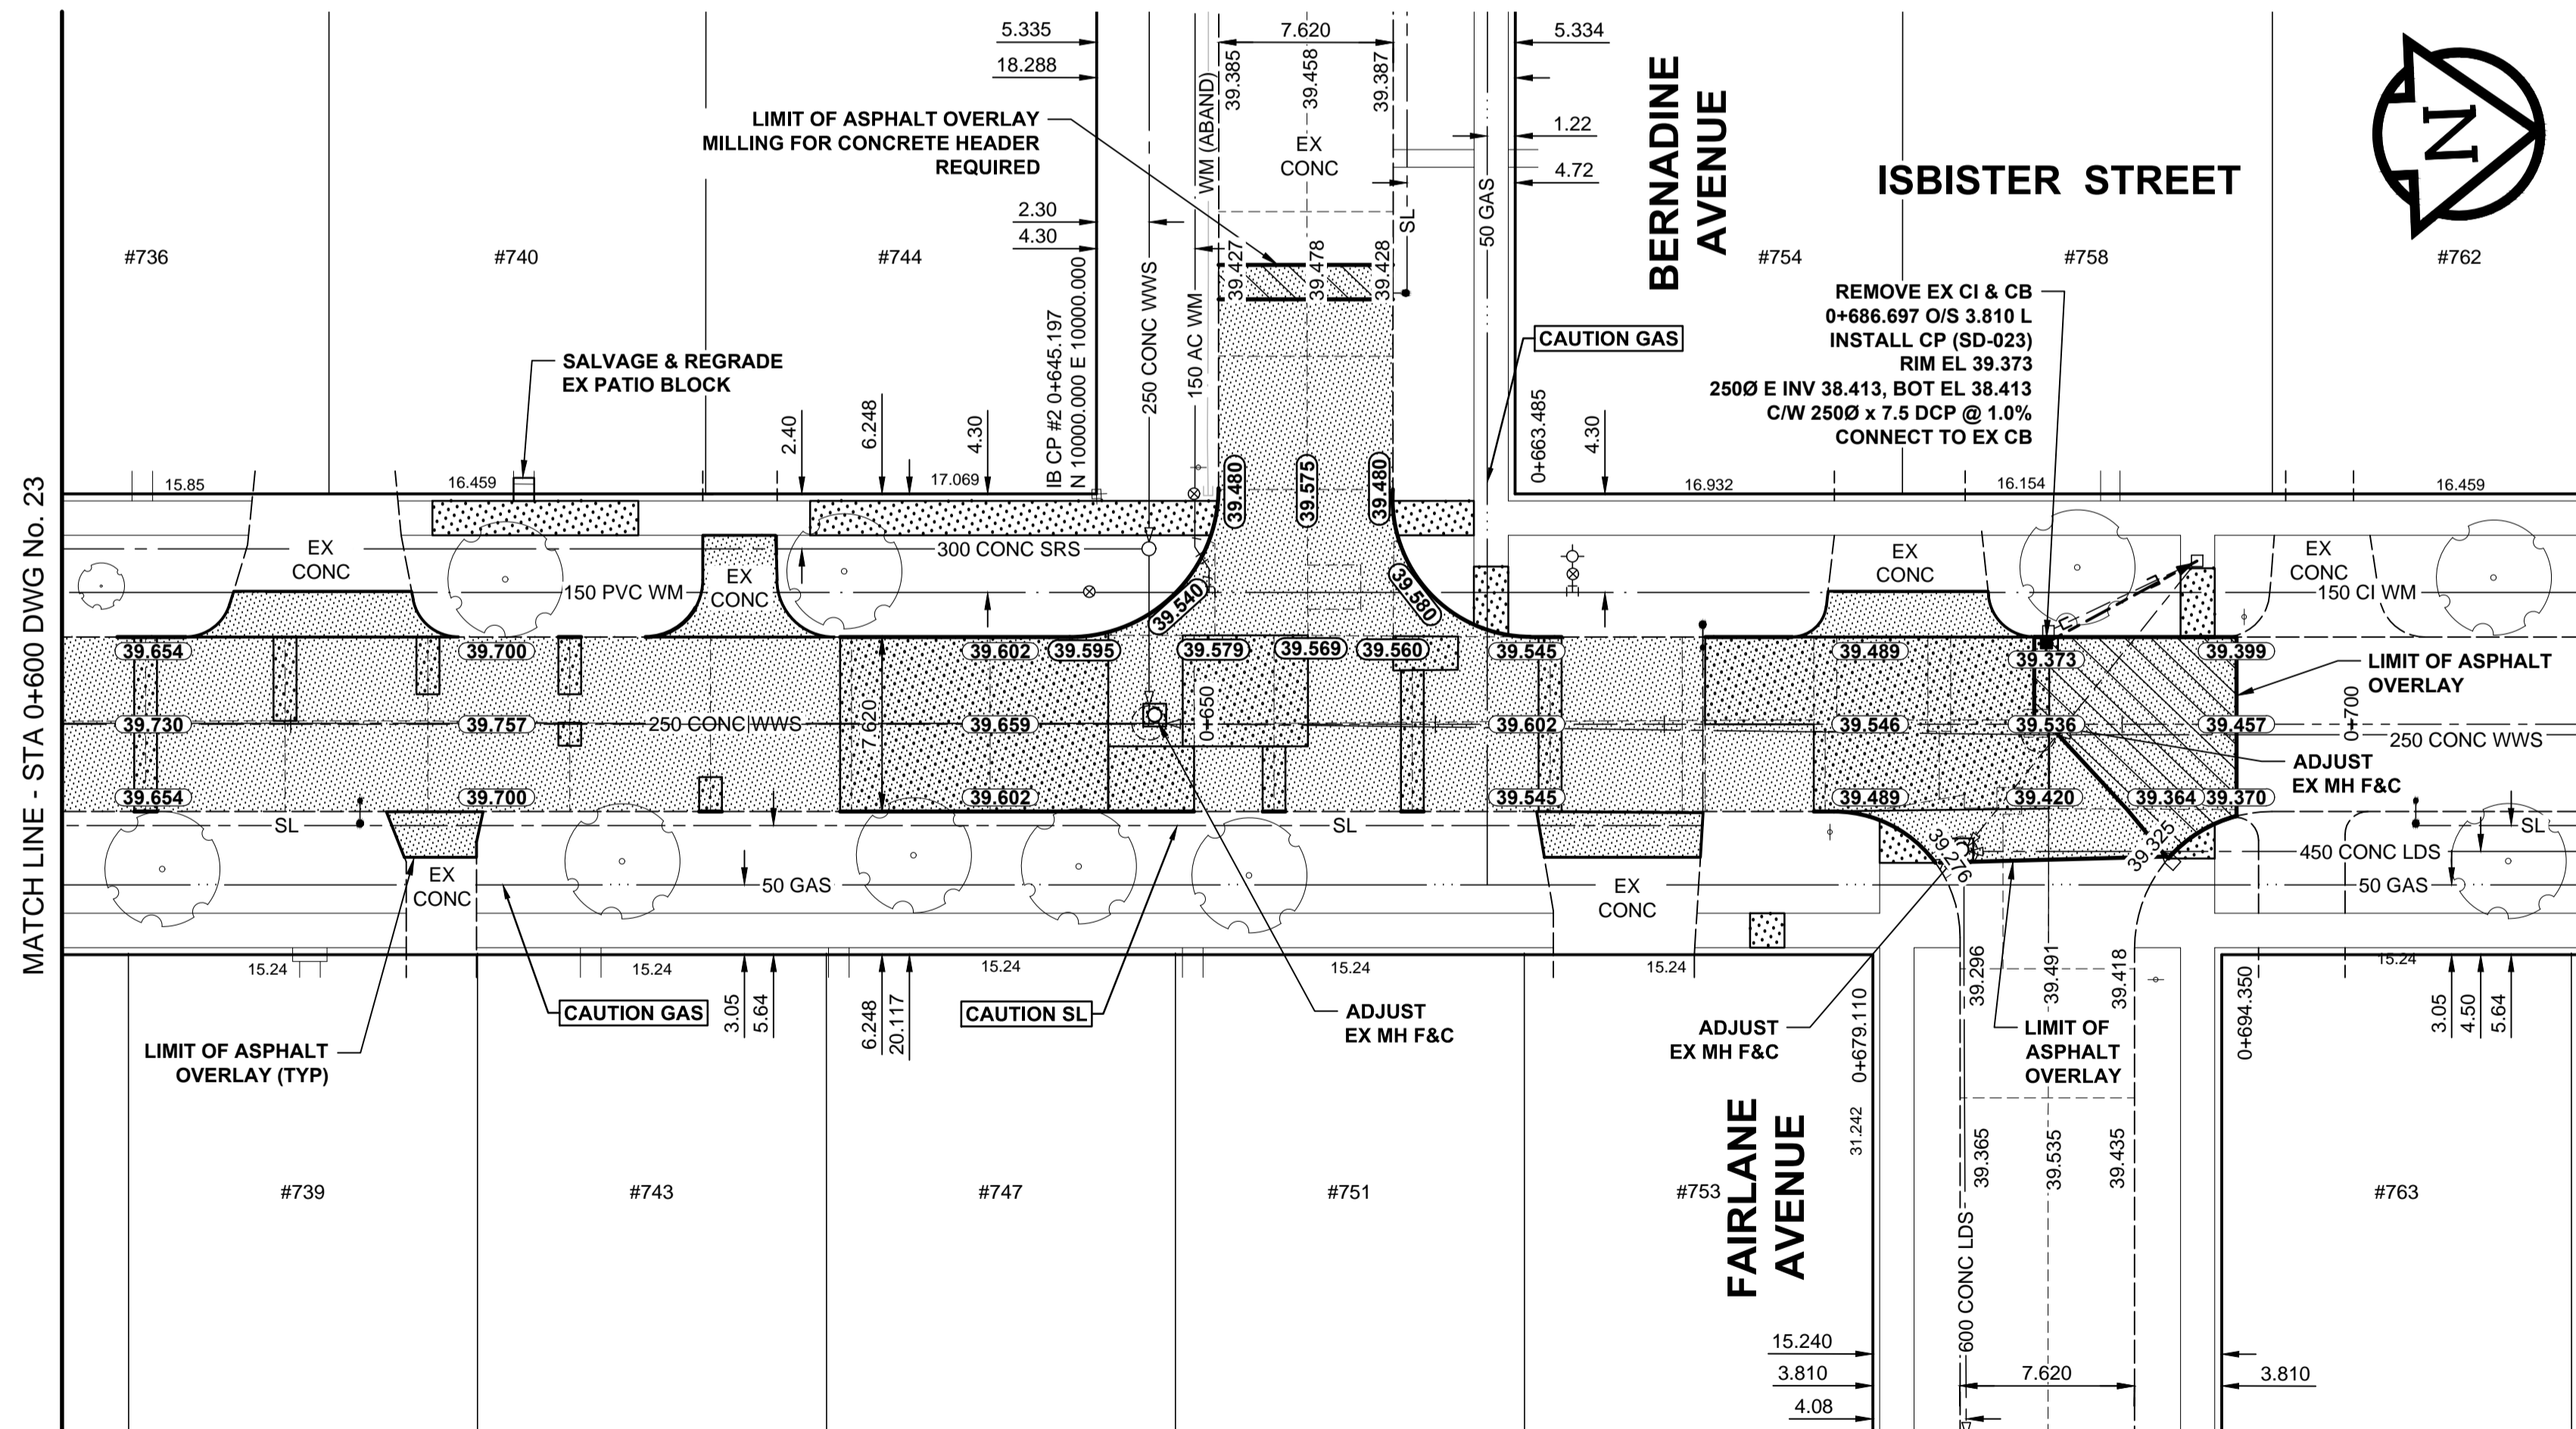 5.335
18.288
7.620
5.334
39.385
39.458
39.387
WM (ABAND)
LIMIT OF ASPHALT OVERLAY
MILLING FOR CONCRETE HEADER
REQUIRED
EX
CONC
1.22
4.72
BERNADINE
AVENUE
ISBISTER STREET
N
2.30
4.30
SL
50 GAS
#736
#740
#744
#754
#758
#762
39.427
39.478
39.428
IB CP #2 0+645.197
N 10000.000 E 10000.000
250 CONC WWS
150 AC WM
CAUTION GAS
REMOVE EX CI & CB
0+686.697 O/S 3.810 L
INSTALL CP (SD-023)
RIM EL 39.373
250Ø E INV 38.413, BOT EL 38.413
C/W 250Ø x 7.5 DCP @ 1.0%
CONNECT TO EX CB
SALVAGE & REGRADE
EX PATIO BLOCK
2.40
6.248
4.30
0+663.485
4.30
MATCH LINE - STA 0+600 DWG No. 23
15.85
16.459
17.069
16.932
16.154
16.459
39.480
39.575
39.480
EX
CONC
300 CONC SRS
EX
CONC
150 PVC WM
EX
CONC
EX
CONC
150 CI WM
39.540
39.580
39.654
39.700
39.602
39.595
39.579
39.569
39.560
39.545
39.489
39.373
39.399
LIMIT OF ASPHALT
OVERLAY
7.620
0+650
0+700
39.730
39.757
250 CONC WWS
39.659
39.602
39.546
39.536
39.457
250 CONC WWS
ADJUST
EX MH F&C
39.654
39.700
39.602
39.545
39.489
39.420
39.364
39.370
SL
SL
SL
39.276
39.325
450 CONC LDS
EX
CONC
50 GAS
EX
CONC
50 GAS
15.24
15.24
15.24
15.24
15.24
15.24
39.296
39.491
39.418
CAUTION GAS
3.05
5.64
6.248
20.117
CAUTION SL
ADJUST
EX MH F&C
ADJUST
EX MH F&C
0+679.110
LIMIT OF
ASPHALT
OVERLAY
0+694.350
3.05
4.50
5.64
LIMIT OF ASPHALT
OVERLAY (TYP)
31.242
39.365
39.535
39.435
#739
#743
#747
#751
#753
#763
FAIRLANE
AVENUE
600 CONC LDS
15.240
3.810
7.620
3.810
4.08